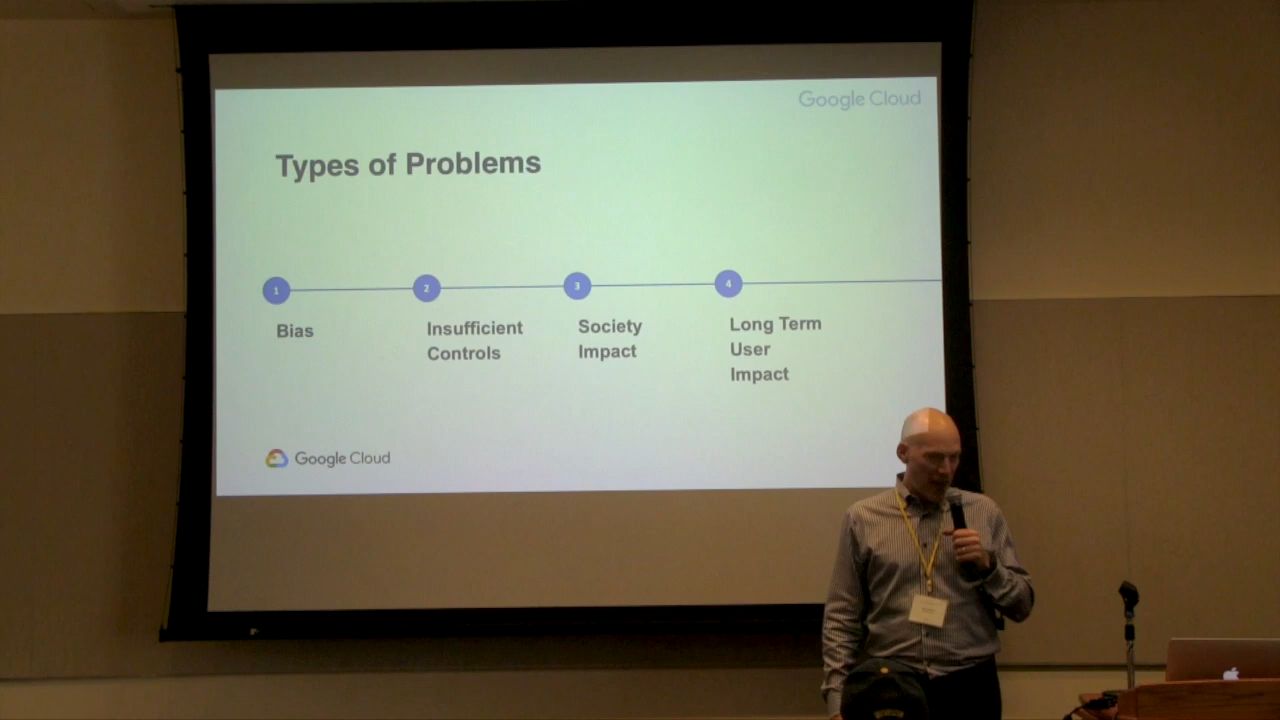 Google Cloud
Types of Problems
1
2
3
4
Bias
Insufficient
Controls
Society
Impact
Long Term
User
Impact
Google Cloud